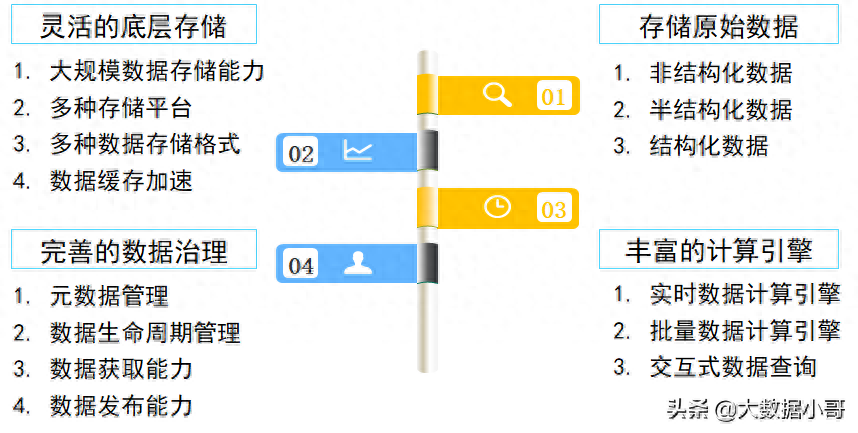 灵活的底层存储
1. 大规模数据存储能力
2. 多种存储平台
3. 多种数据存储格式
4. 数据缓存加速
存储原始数据
1. 非结构化数据
2. 半结构化数据
3. 结构化数据
01
02
03
04
完善的数据治理
1. 元数据管理
2. 数据生命周期管理
3. 数据获取能力
4. 数据发布能力
丰富的计算引擎
1. 实时数据计算引擎
2. 批量数据计算引擎
3. 交互式数据查询
头条 @大数据小哥